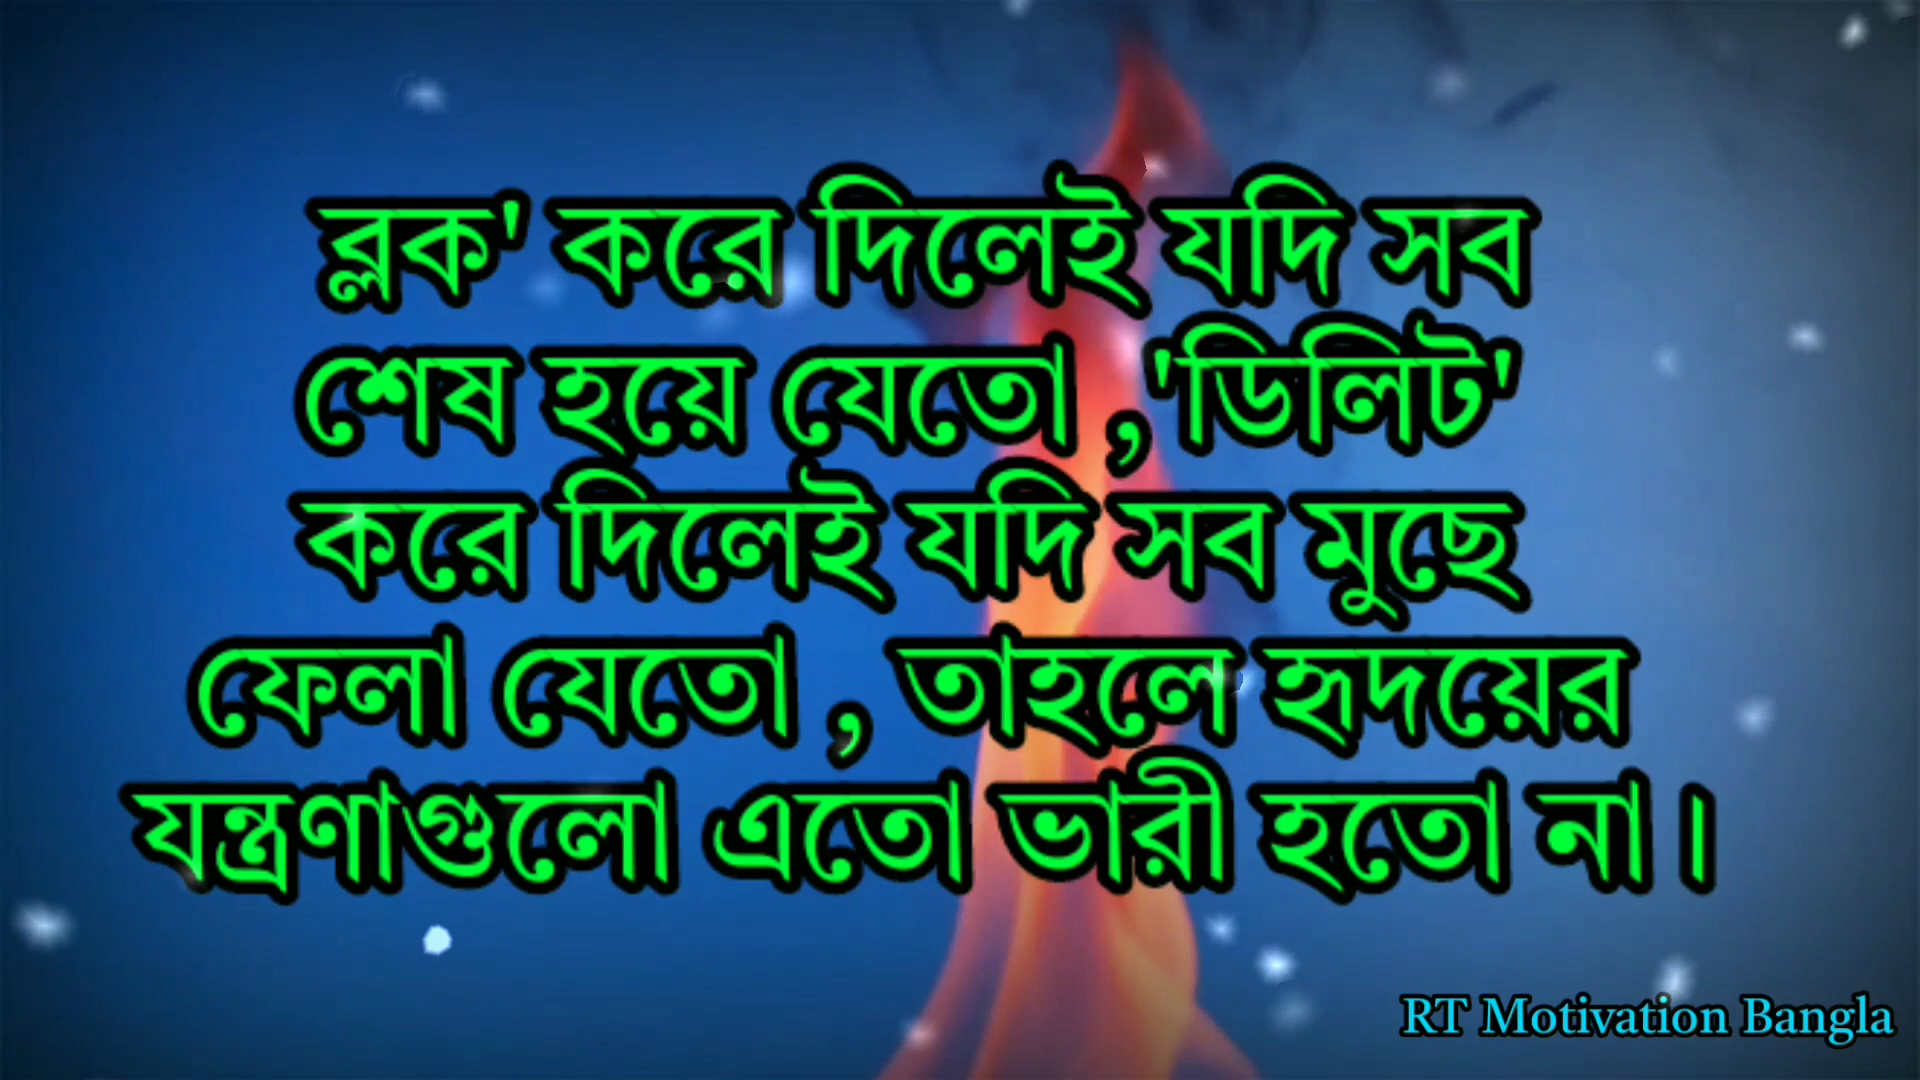 ব্লক' করে দিলেই যদি সব
শেষ হয়ে যেতো ,'ডিলিট'
করে দিলেই যদি সব মুছে
ফেলা যেতো , তাহলে হৃদয়ের
যন্ত্রণাগুলো এতো ভারী হতো না।
RT Motivation Bangla